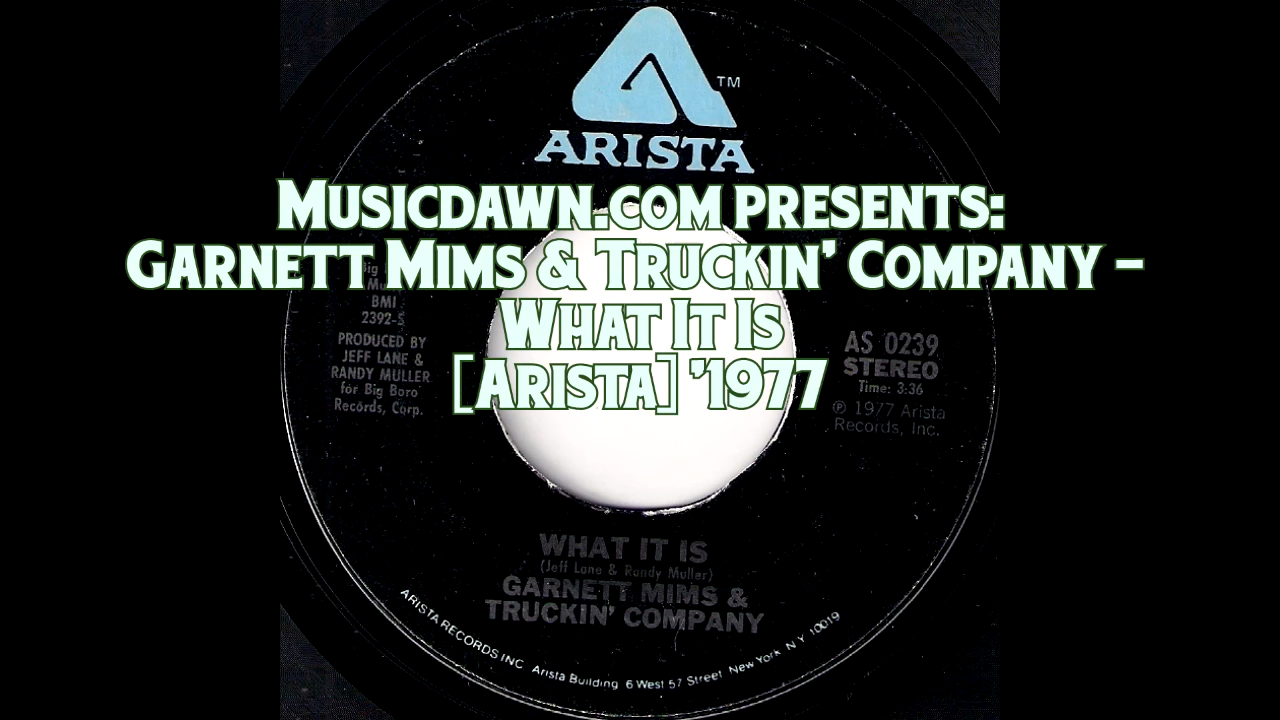 TM
ARISTA
Musicdawn.com presents:
Garnett Mims & Truckin' Company -
What It Is
[Arista] '1977
BMI
2392-S
PRODUCED BY
JEFF LANE &
RANDY MULLER
for Big Boro
Records, Corp.
AS 0239
STEREO
Time: 3:36
℗ 1977 Arista
Records, Inc.
WHAT IT IS
(Jeff Lane & Randy Muller)
GARNETT MIMS &
TRUCKIN' COMPANY
ARISTA RECORDS INC Arista Building 6 West 57 Street New York N Y 10019